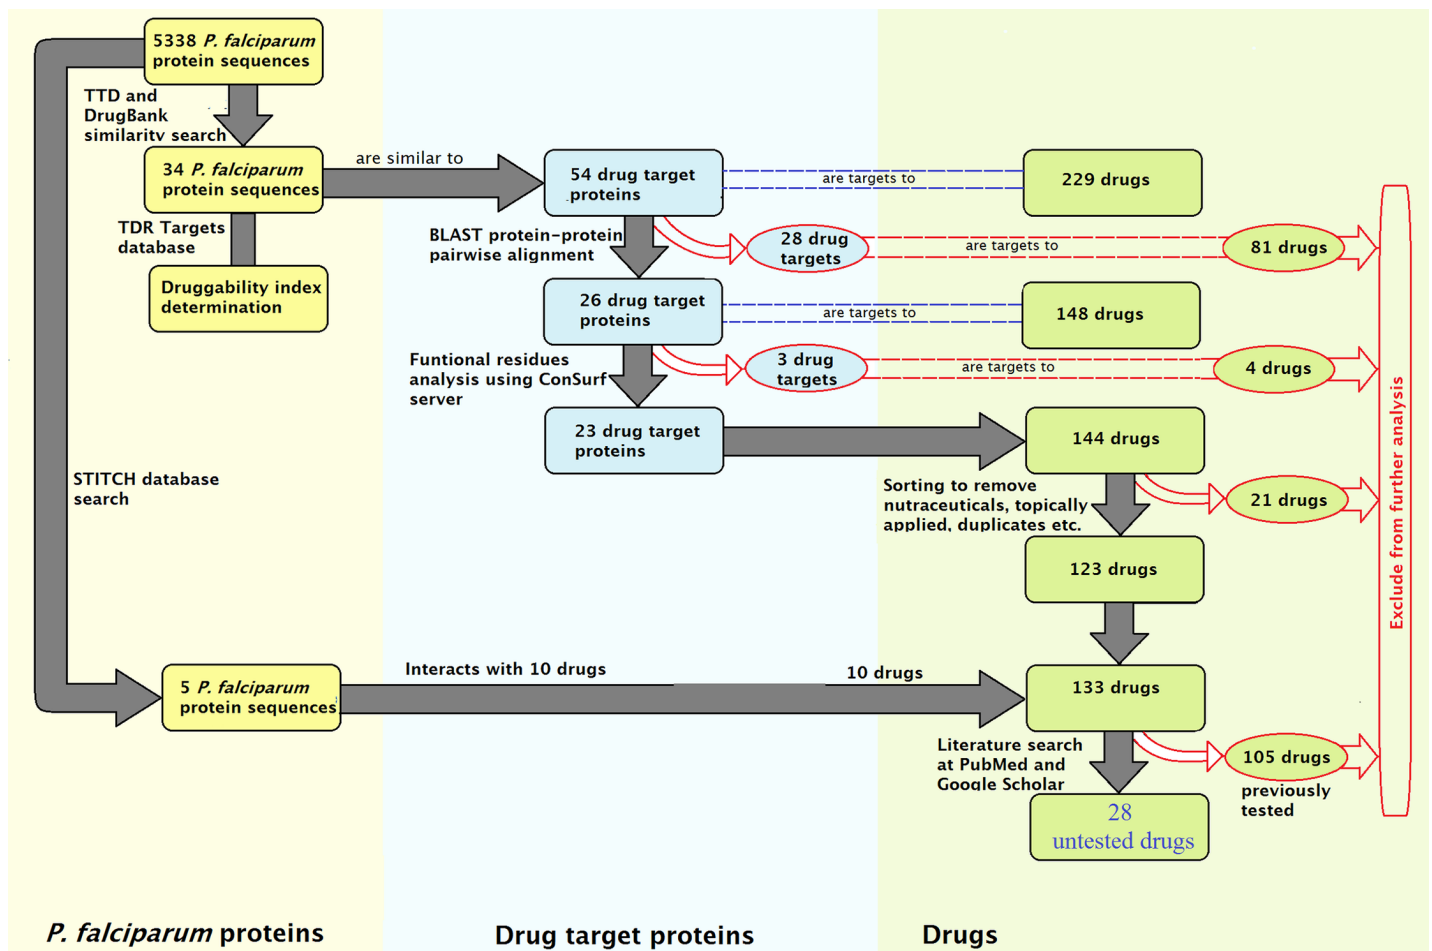 5338 P. falciparum
protein sequences
TTD and
DrugBank
similarity search
34 P. falciparum
protein sequences
are similar to
54 drug target
proteins
are targets to
229 drugs
TDR Targets
database
BLAST protein-protein
pairwise alignment
28 drug
targets
are targets to
81 drugs
Druggability index
determination
26 drug target
proteins
are targets to
148 drugs
Funtional residues
analysis using ConSurf
server
3 drug
targets
are targets to
4 drugs
23 drug target
proteins
144 drugs
Exclude from further analysis
STITCH database
search
Sorting to remove
nutraceuticals, topically
applied, duplicates etc.
21 drugs
123 drugs
5 P. falciparum
protein sequences
Interacts with 10 drugs
10 drugs
133 drugs
Literature search
at PubMed and
Google Scholar
105 drugs
previously
tested
28
untested drugs
P. falciparum proteins
Drug target proteins
Drugs